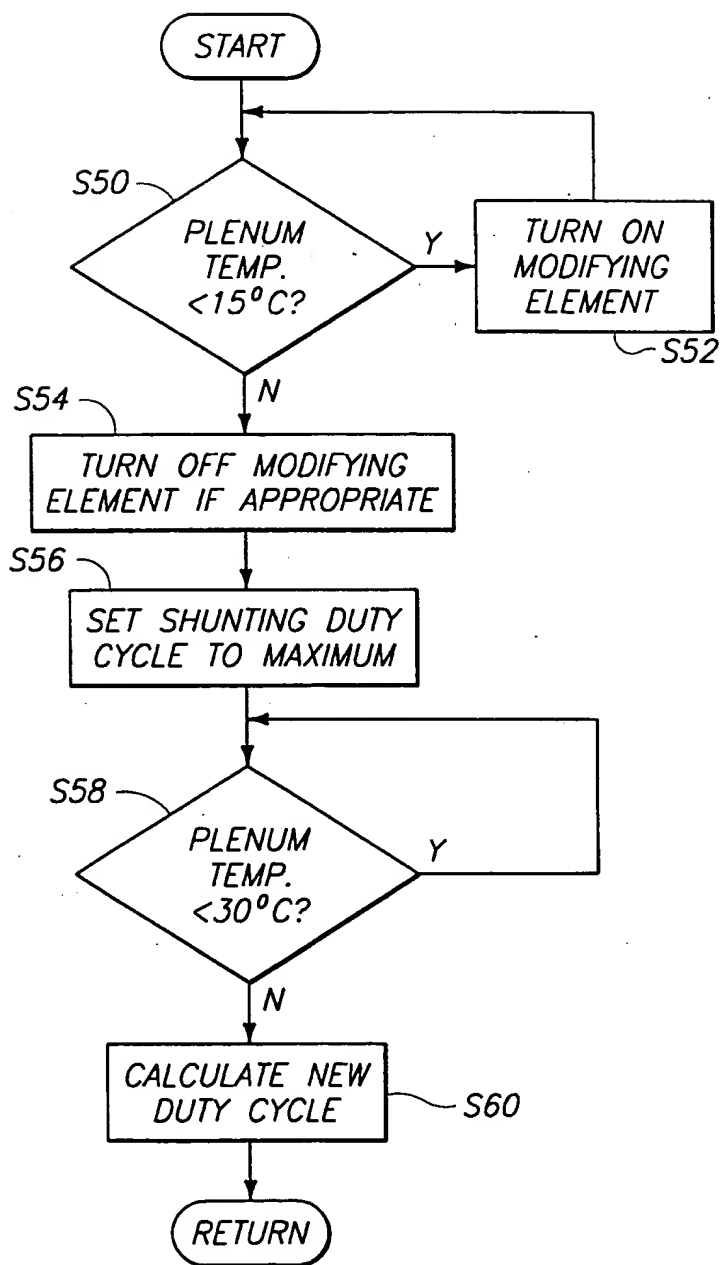 START
S50
PLENUM
TEMP.
<15°C?
Y
TURN ON
MODIFYING
ELEMENT
S52
N
S54
TURN OFF MODIFYING
ELEMENT IF APPROPRIATE
S56
SET SHUNTING DUTY
CYCLE TO MAXIMUM
S58
PLENUM
TEMP.
<30°C?
Y
N
CALCULATE NEW
DUTY CYCLE
S60
RETURN